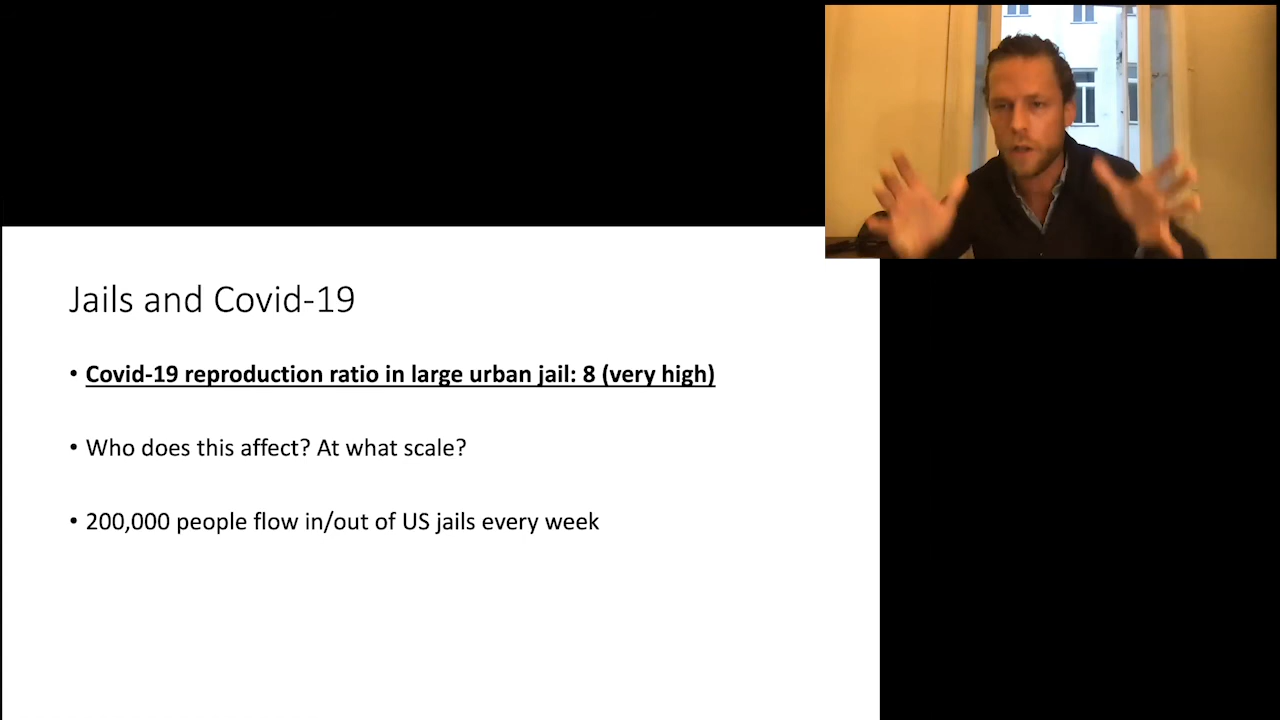 Jails and Covid-19
• Covid-19 reproduction ratio in large urban jail: 8 (very high)
• Who does this affect? At what scale?
• 200,000 people flow in/out of US jails every week